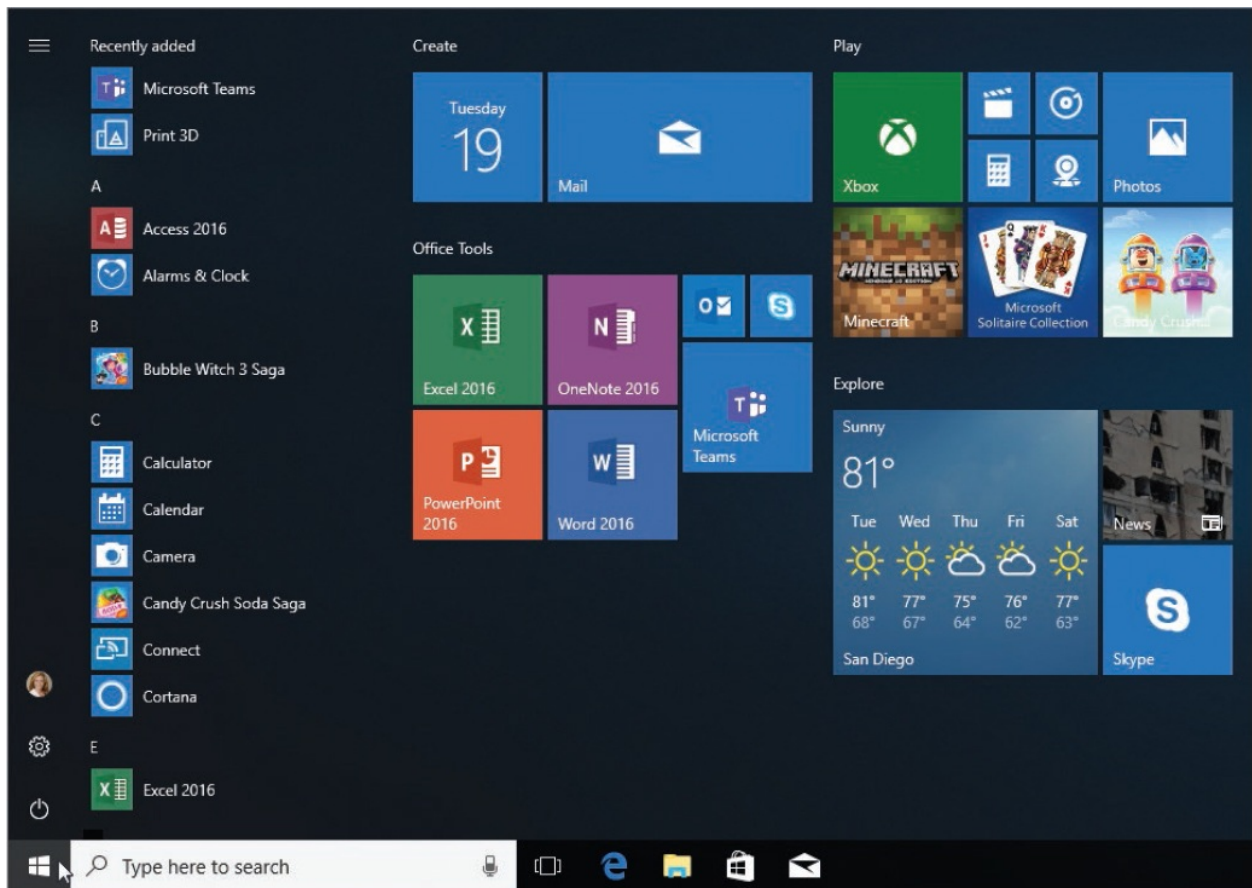 Recently added
Microsoft Teams
Print 3D
A
Access 2016
Alarms & Clock
B
Bubble Witch 3 Saga
C
Calculator
Calendar
Camera
Candy Crush Soda Saga
Connect
Cortana
E
Excel 2016
Create
Tuesday
19
Mail
Office Tools
Excel 2016
OneNote 2016
Microsoft
Teams
PowerPoint
2016
Word 2016
Play
Xbox
Photos
MINECRAFT
Minecraft
Microsoft
Solitaire Collection
Candy Crush
Explore
Sunny
81°
Tue Wed Thu Fri Sat
81° 77° 75° 76° 77°
68° 67° 64° 62° 63°
San Diego
News
Skype
Type here to search